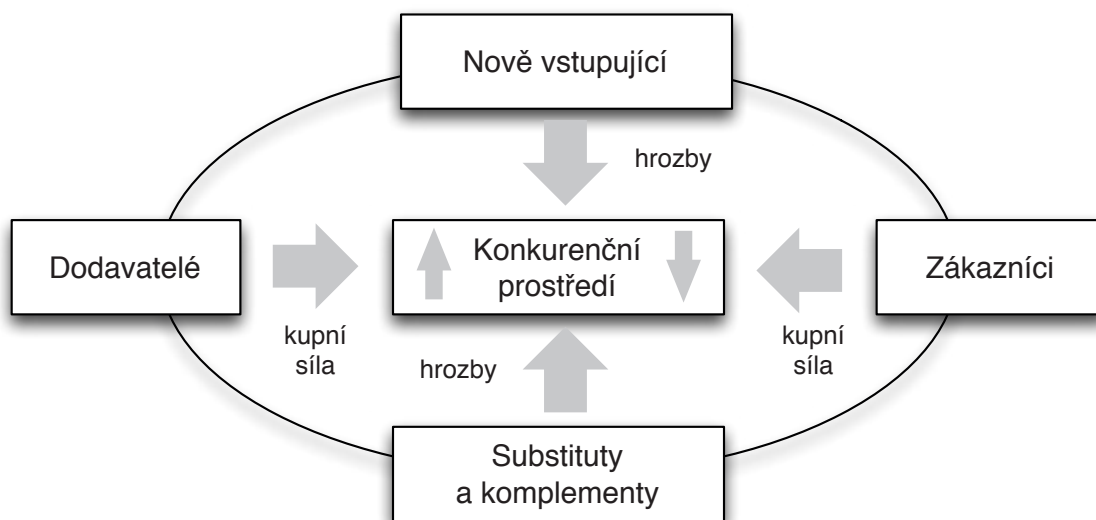 Nově vstupující
hrozby
Dodavatelé
Konkurenční
prostředí
Zákazníci
kupní
síla
hrozby
kupní
síla
Substituty
a komplementy